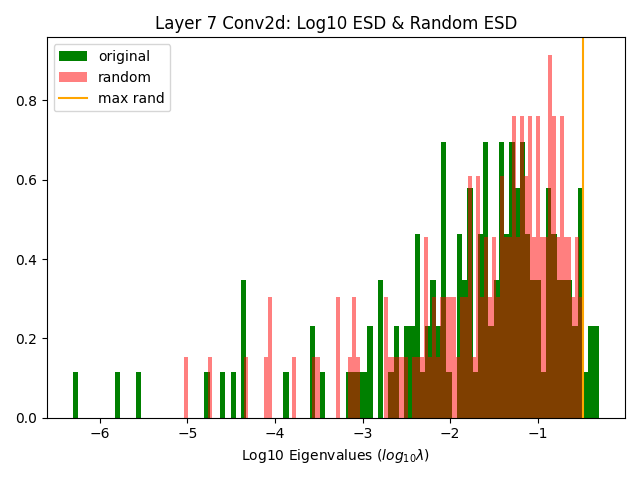 Layer 7 Conv2d: Log10 ESD & Random ESD
original
random
max rand
0.8
0.6
0.4
0.2
0.0
−6 −5 −4 −3 −2 −1
Log10 Eigenvalues (log₁₀λ)